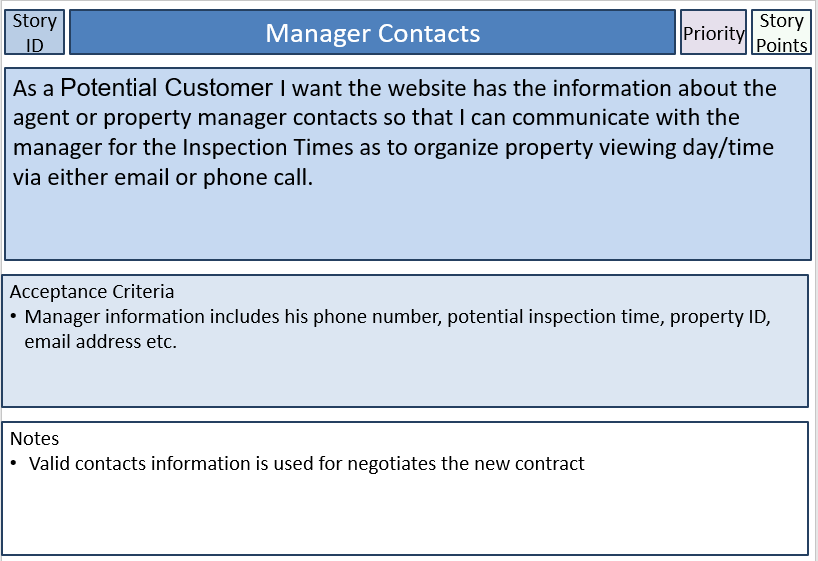 Story
ID
Manager Contacts
Priority
Story
Points
As a Potential Customer I want the website has the information about the
agent or property manager contacts so that I can communicate with the
manager for the Inspection Times as to organize property viewing day/time
via either email or phone call.
Acceptance Criteria
• Manager information includes his phone number, potential inspection time, property ID,
email address etc.
Notes
• Valid contacts information is used for negotiates the new contract